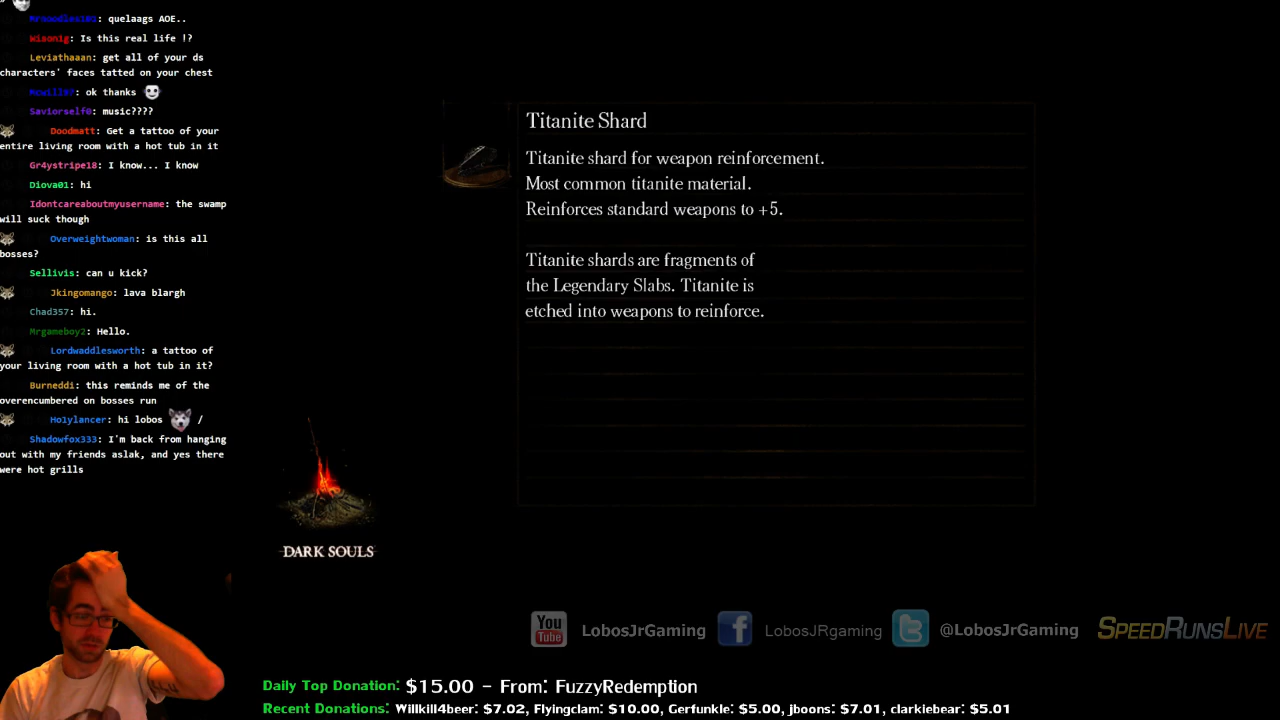 Mrnoodles102: quelaags AOE..
Wisonig: Is this real life !?
Leviathaaan: get all of your ds
characters' faces tatted on your chest
ok thanks
Saviorself0: music????
Doodmatt: Get a tattoo of your
entire living room with a hot tub in it
Gr4ystripe18: I know... I know
Diova01: hi
Idontcareaboutmyusername: the swamp
will suck though
Overweightwoman: is this all
bosses?
Sellivis: can u kick?
Jkingomango: lava blargh
Chad357: hi.
Mrgameboy2: Hello.
Lordwaddlesworth: a tattoo of
your living room with a hot tub in it?
Burneddi: this reminds me of the
overencumbered on bosses run
Ho1ylancer: hi lobos /
Shadowfox333: I'm back from hanging
out with my friends aslak, and yes there
were hot grills
Titanite Shard
Titanite shard for weapon reinforcement.
Most common titanite material.
Reinforces standard weapons to +5.
Titanite shards are fragments of
the Legendary Slabs. Titanite is
etched into weapons to reinforce.
DARK SOULS
You Tube LobosJrGaming LobosJRgaming @LobosJrGaming SPEEDRUNSLIVE
Daily Top Donation: $15.00 - From: FuzzyRedemption
Recent Donations: Willkill4beer: $7.02, Flyingclam: $10.00, Gerfunkle: $5.00, jboons: $7.01, clarkiebear: $5.01